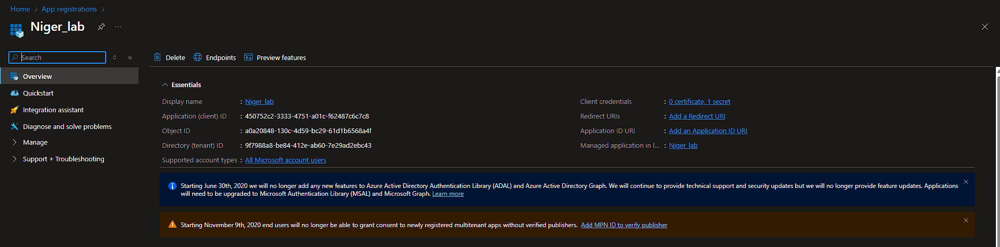 Home > App registrations >
Niger_lab
Search
Delete
Endpoints
Preview features
Overview
Quickstart
Integration assistant
Diagnose and solve problems
Manage
Support + Troubleshooting
Essentials
Display name : Niger_lab
Application (client) ID : 450752c2-3333-4751-a01c-f62487c6c7c8
Object ID : a0a20848-130c-4d59-bc29-61d1b6568a4f
Directory (tenant) ID : 9f7988a8-be84-412e-ab60-7e29ad2ebc43
Supported account types : All Microsoft account users
Client credentials : 0 certificate, 1 secret
Redirect URIs : Add a Redirect URI
Application ID URI : Add an Application ID URI
Managed application in l... : Niger_lab
Starting June 30th, 2020 we will no longer add any new features to Azure Active Directory Authentication Library (ADAL) and Azure Active Directory Graph. We will continue to provide technical support and security updates but we will no longer provide feature updates. Applications
will need to be upgraded to Microsoft Authentication Library (MSAL) and Microsoft Graph. Learn more
Starting November 9th, 2020 end users will no longer be able to grant consent to newly registered multitenant apps without verified publishers. Add MPN ID to verify publisher